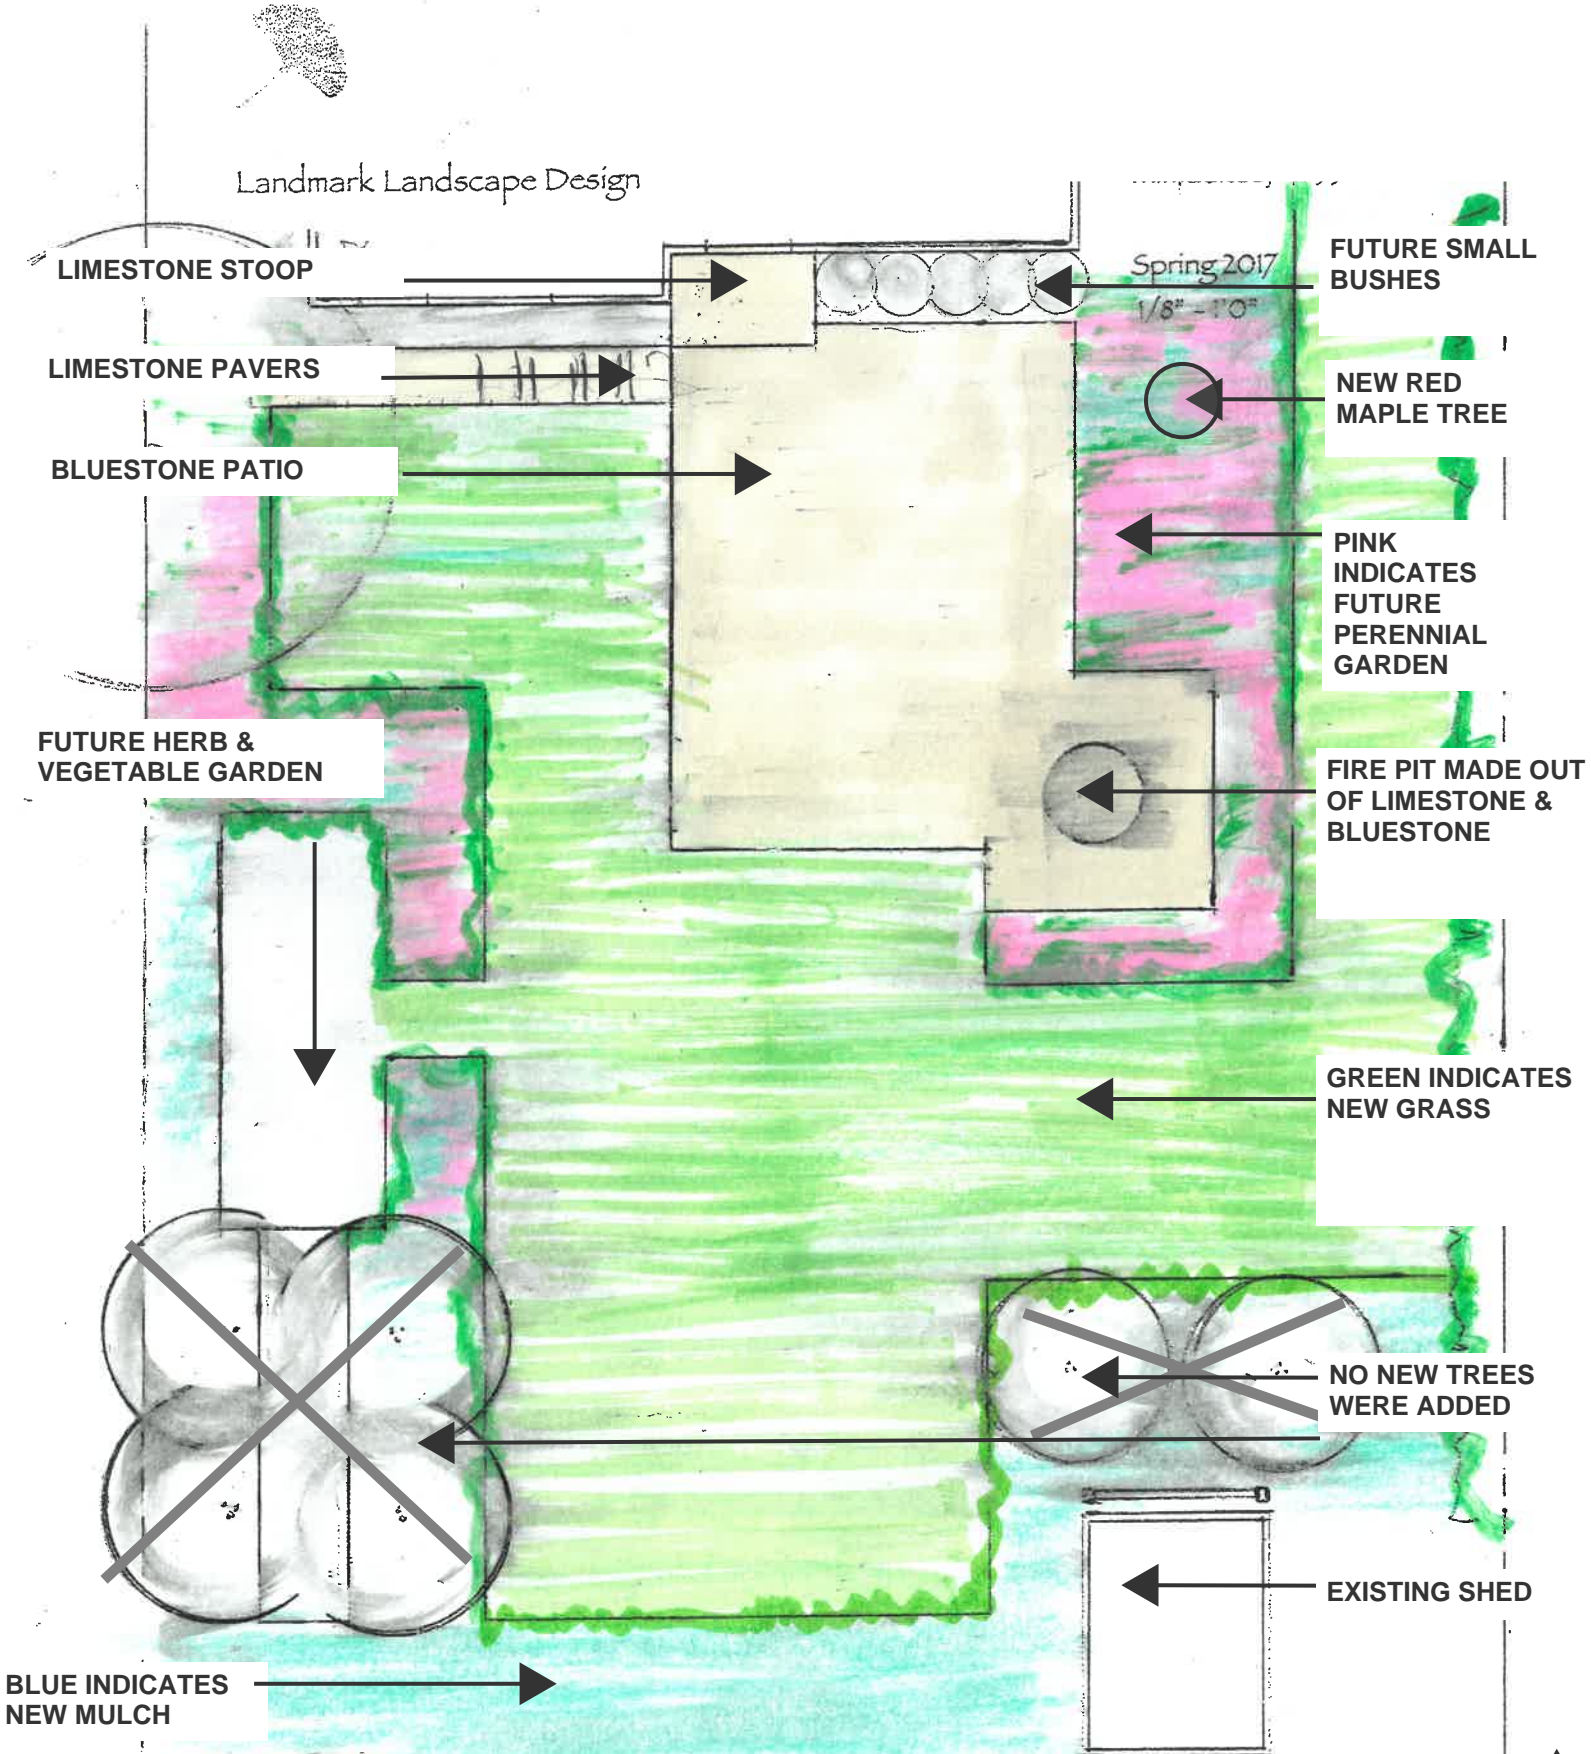 Landmark Landscape Design
LIMESTONE STOOP
Spring 2017
1/8" - 1'0"
FUTURE SMALL
BUSHES
LIMESTONE PAVERS
NEW RED
MAPLE TREE
BLUESTONE PATIO
PINK
INDICATES
FUTURE
PERENNIAL
GARDEN
FUTURE HERB &
VEGETABLE GARDEN
FIRE PIT MADE OUT
OF LIMESTONE &
BLUESTONE
GREEN INDICATES
NEW GRASS
NO NEW TREES
WERE ADDED
EXISTING SHED
BLUE INDICATES
NEW MULCH